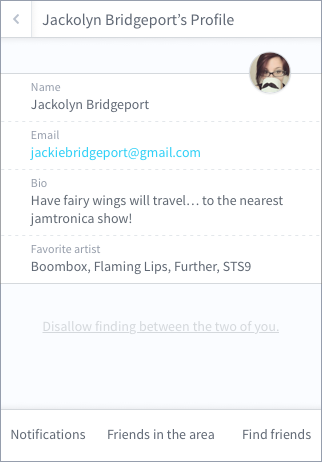 Jackolyn Bridgeport’s Profile
Name
Jackolyn Bridgeport
Email
jackiebridgeport@gmail.com
Bio
Have fairy wings will travel… to the nearest
jamtronica show!
Favorite artist
Boombox, Flaming Lips, Further, STS9
Disallow finding between the two of you.
Notifications
Friends in the area
Find friends